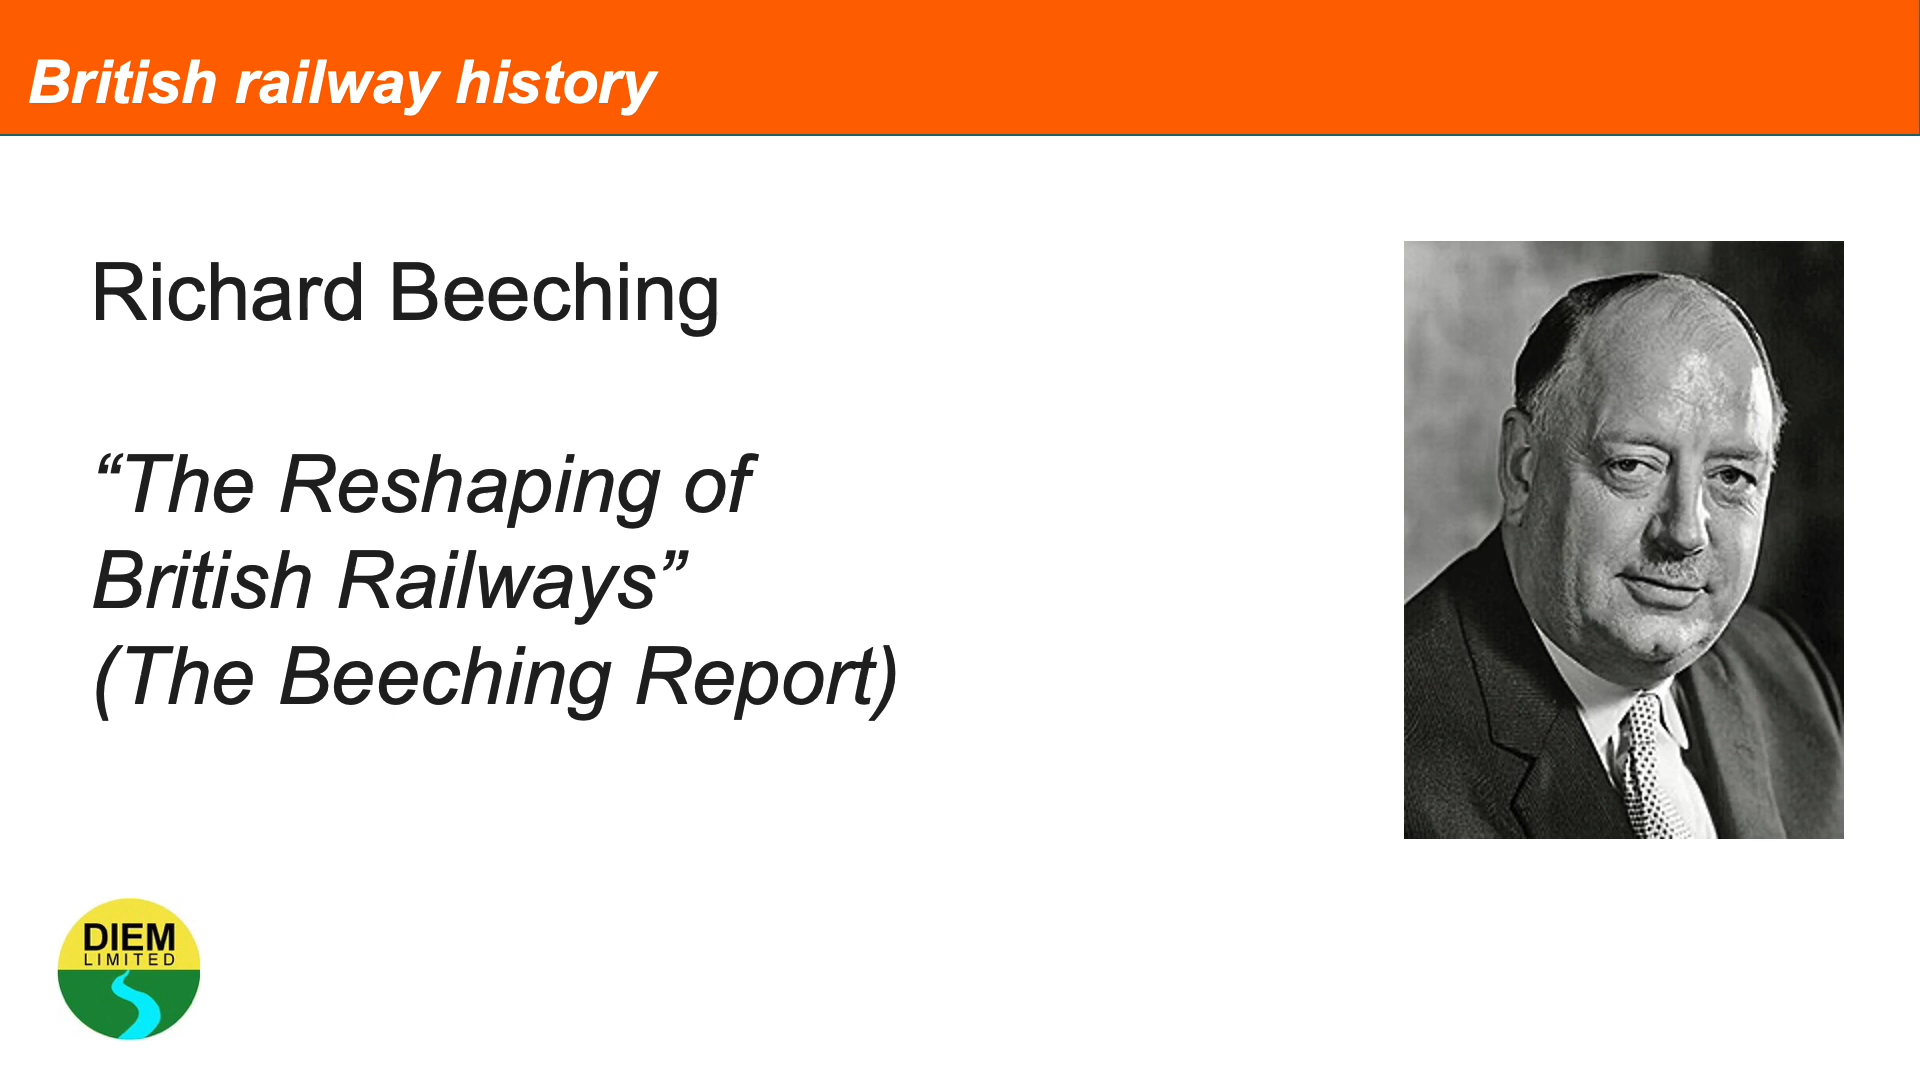 British railway history
Richard Beeching
“The Reshaping of
British Railways”
(The Beeching Report)
DIEM
LIMITED